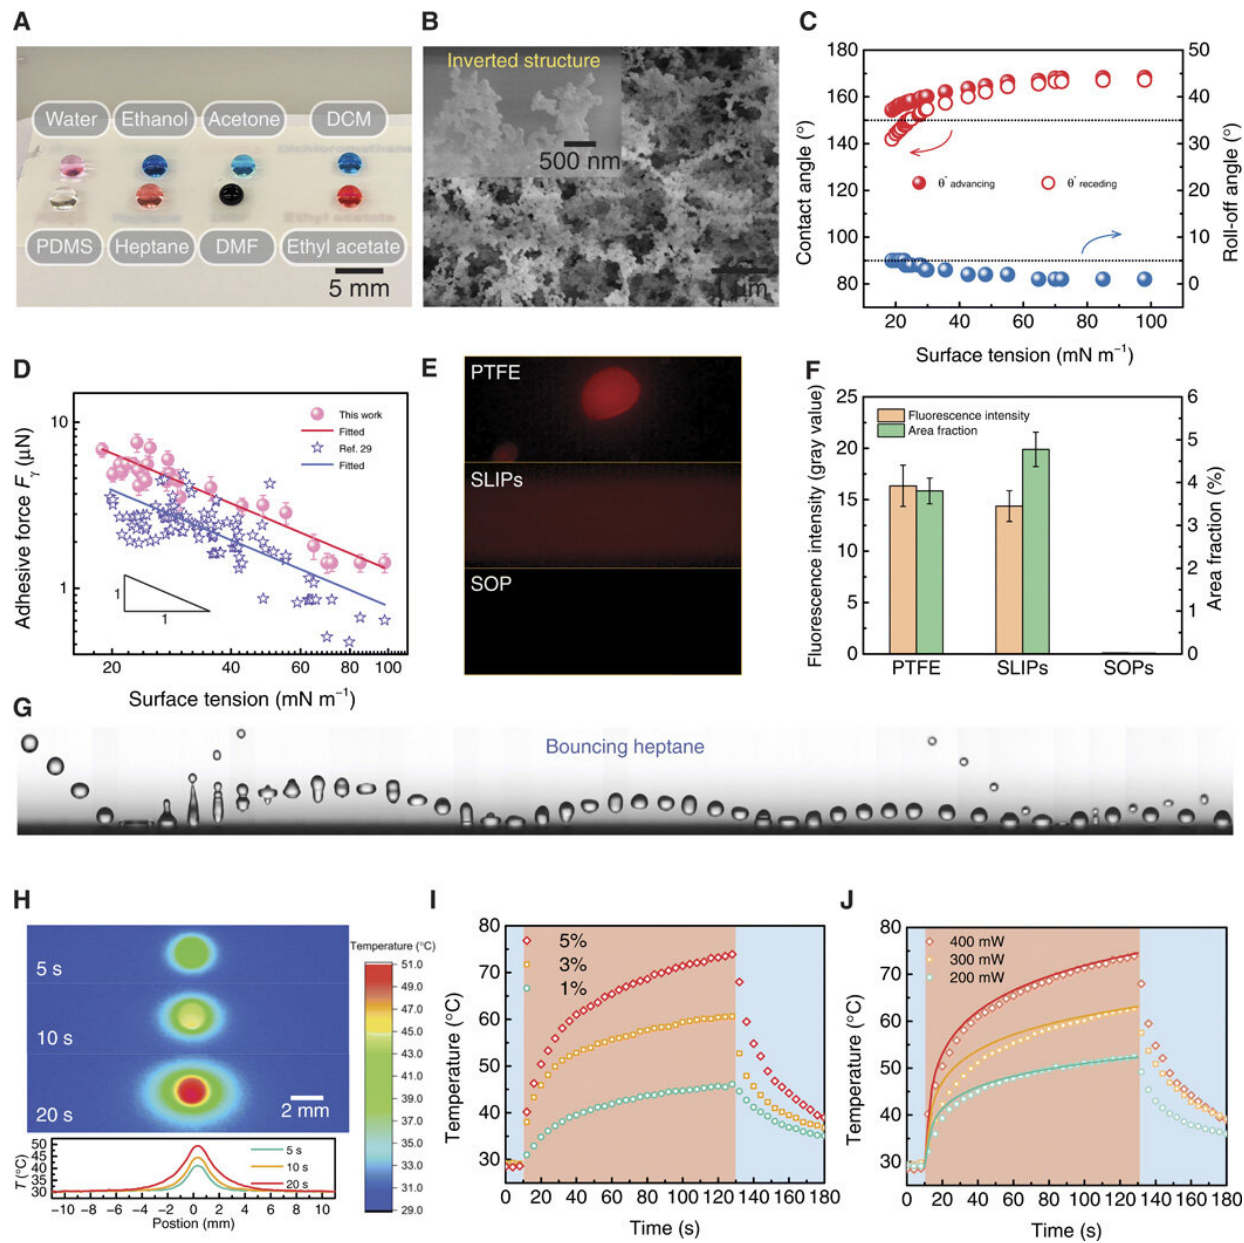 A
Water Ethanol Acetone DCM
PDMS Heptane DMF Ethyl acetate
5 mm
B
Inverted structure
500 nm
C
Contact angle (°)
180
160
140
120
100
80
50
40
30
20
10
0
Roll-off angle (°)
θ* advancing θ* receding
20 40 60 80 100
Surface tension (mN m⁻¹)
D
Adhesive force Fγ (μN)
10
1
This work
Fitted
Ref. 29
Fitted
1
1
20 40 60 80 100
Surface tension (mN m⁻¹)
E
PTFE
SLIPs
SOP
F
Fluorescence intensity (gray value)
25
20
15
10
5
0
Fluorescence intensity
Area fraction
6
5
4
3
2
1
0
Area fraction (%)
PTFE SLIPs SOPs
G
Bouncing heptane
H
5 s
10 s
20 s
2 mm
Temperature (°C)
51.0
49.0
47.0
45.0
43.0
41.0
39.0
37.0
35.0
33.0
31.0
29.0
T (°C)
50
45
40
35
30
5 s
10 s
20 s
−10 −8 −6 −4 −2 0 2 4 6 8 10
Postion (mm)
I
Temperature (°C)
80
70
60
50
40
30
5%
3%
1%
0 20 40 60 80 100 120 140 160 180
Time (s)
J
Temperature (°C)
80
70
60
50
40
30
400 mW
300 mW
200 mW
0 20 40 60 80 100 120 140 160 180
Time (s)